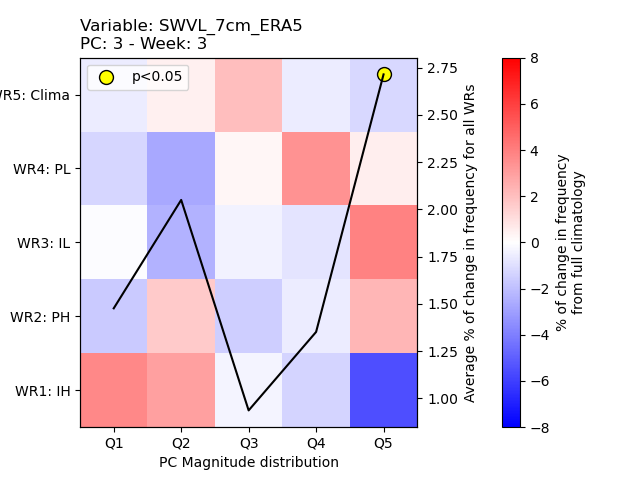 Variable: SWVL_7cm_ERA5
PC: 3 - Week: 3
p<0.05
WR5: Clima
WR4: PL
WR3: IL
WR2: PH
WR1: IH
Q1 Q2 Q3 Q4 Q5
PC Magnitude distribution
2.75
2.50
2.25
2.00
1.75
1.50
1.25
1.00
Average % of change in frequency for all WRs
8
6
4
2
0
−2
−4
−6
−8
% of change in frequency
from full climatology